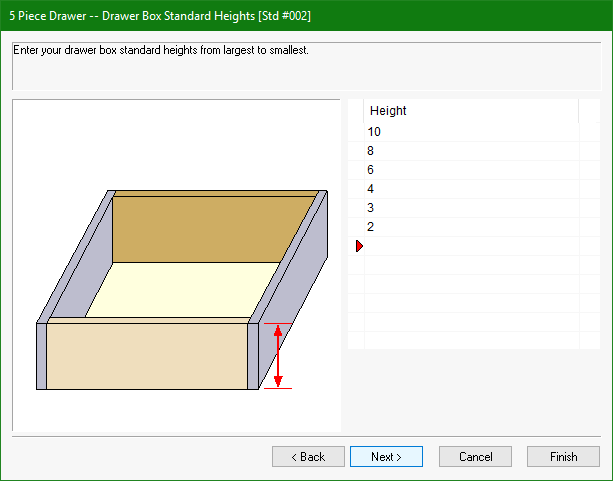 5 Piece Drawer -- Drawer Box Standard Heights [Std #002]
Enter your drawer box standard heights from largest to smallest.
Height
10
8
6
4
3
2
< Back
Next >
Cancel
Finish